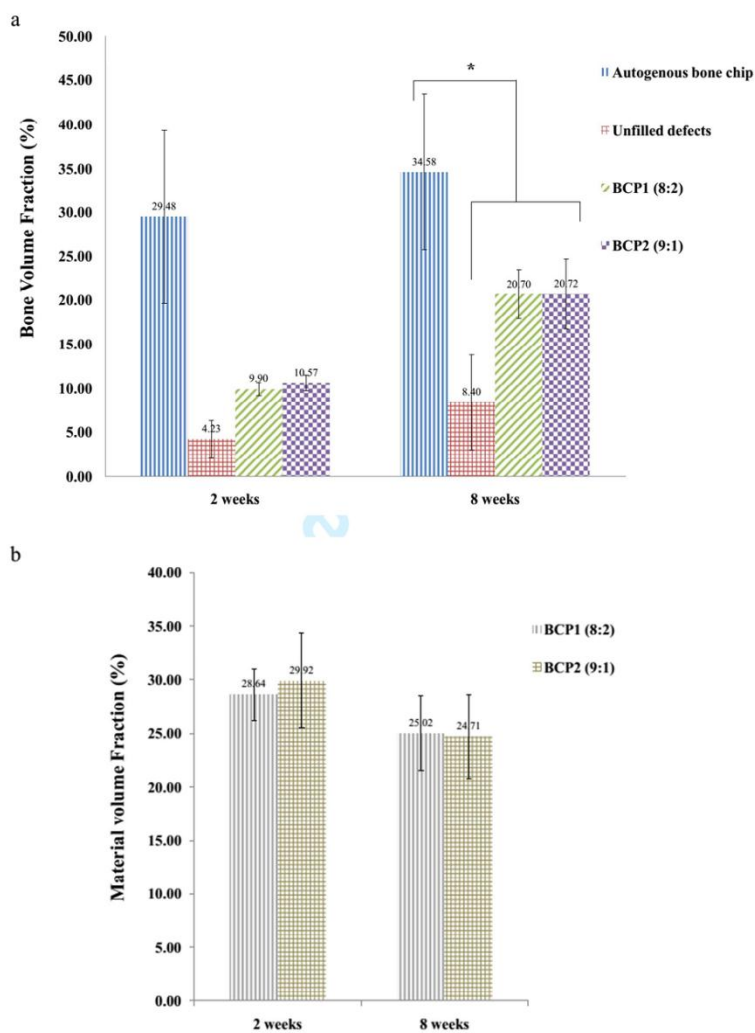 a
50.00
45.00
40.00
35.00
30.00
25.00
20.00
15.00
10.00
5.00
0.00
Bone Volume Fraction (%)
29.48
4.23
9.90
10.57
34.58
8.40
20.70
20.72
*
2 weeks
8 weeks
Autogenous bone chip
Unfilled defects
BCP1 (8:2)
BCP2 (9:1)
b
40.00
35.00
30.00
25.00
20.00
15.00
10.00
5.00
0.00
Material volume Fraction (%)
28.64
29.92
25.02
24.71
2 weeks
8 weeks
BCP1 (8:2)
BCP2 (9:1)